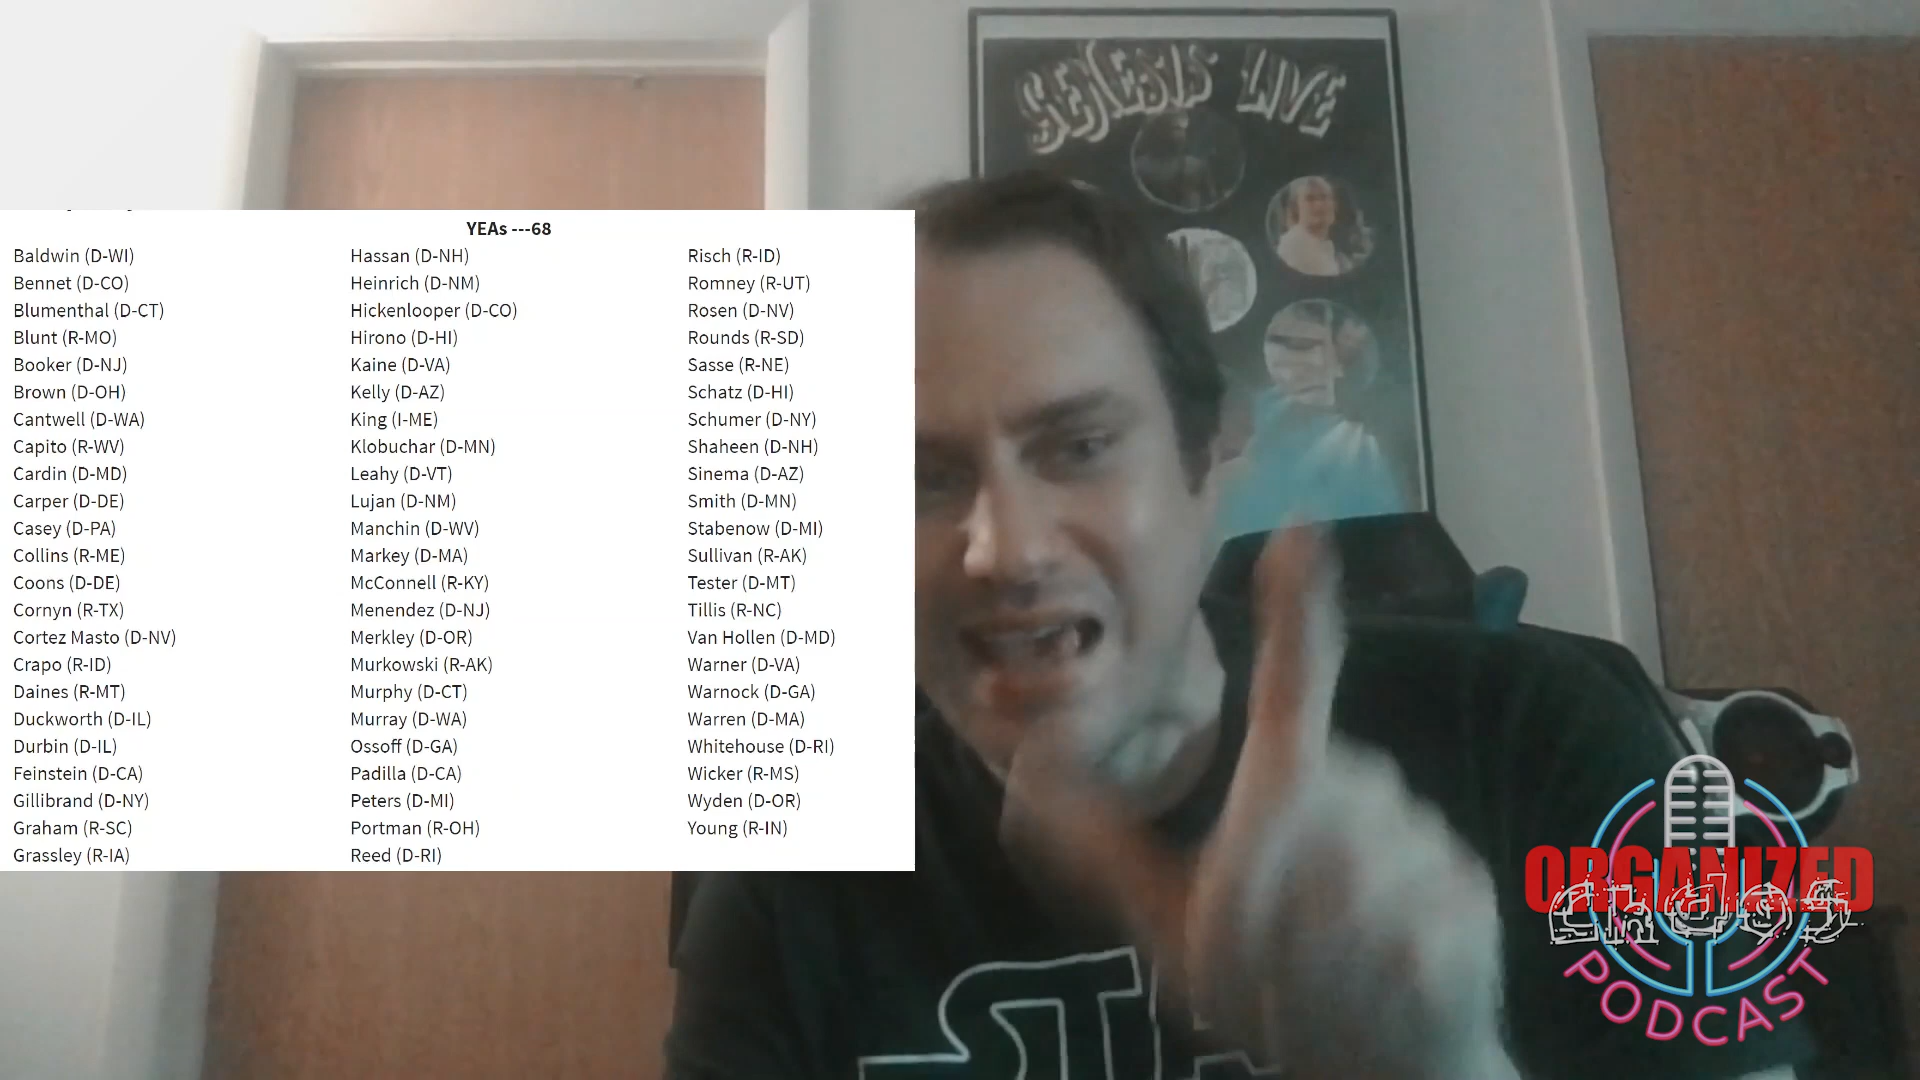 GENESIS LIVE
YEAs ---68
Baldwin (D-WI)
Bennet (D-CO)
Blumenthal (D-CT)
Blunt (R-MO)
Booker (D-NJ)
Brown (D-OH)
Cantwell (D-WA)
Capito (R-WV)
Cardin (D-MD)
Carper (D-DE)
Casey (D-PA)
Collins (R-ME)
Coons (D-DE)
Cornyn (R-TX)
Cortez Masto (D-NV)
Crapo (R-ID)
Daines (R-MT)
Duckworth (D-IL)
Durbin (D-IL)
Feinstein (D-CA)
Gillibrand (D-NY)
Graham (R-SC)
Grassley (R-IA)
Hassan (D-NH)
Heinrich (D-NM)
Hickenlooper (D-CO)
Hirono (D-HI)
Kaine (D-VA)
Kelly (D-AZ)
King (I-ME)
Klobuchar (D-MN)
Leahy (D-VT)
Lujan (D-NM)
Manchin (D-WV)
Markey (D-MA)
McConnell (R-KY)
Menendez (D-NJ)
Merkley (D-OR)
Murkowski (R-AK)
Murphy (D-CT)
Murray (D-WA)
Ossoff (D-GA)
Padilla (D-CA)
Peters (D-MI)
Portman (R-OH)
Reed (D-RI)
Risch (R-ID)
Romney (R-UT)
Rosen (D-NV)
Rounds (R-SD)
Sasse (R-NE)
Schatz (D-HI)
Schumer (D-NY)
Shaheen (D-NH)
Sinema (D-AZ)
Smith (D-MN)
Stabenow (D-MI)
Sullivan (R-AK)
Tester (D-MT)
Tillis (R-NC)
Van Hollen (D-MD)
Warner (D-VA)
Warnock (D-GA)
Warren (D-MA)
Whitehouse (D-RI)
Wicker (R-MS)
Wyden (D-OR)
Young (R-IN)
ORGANIZED
chaos
PODCAST